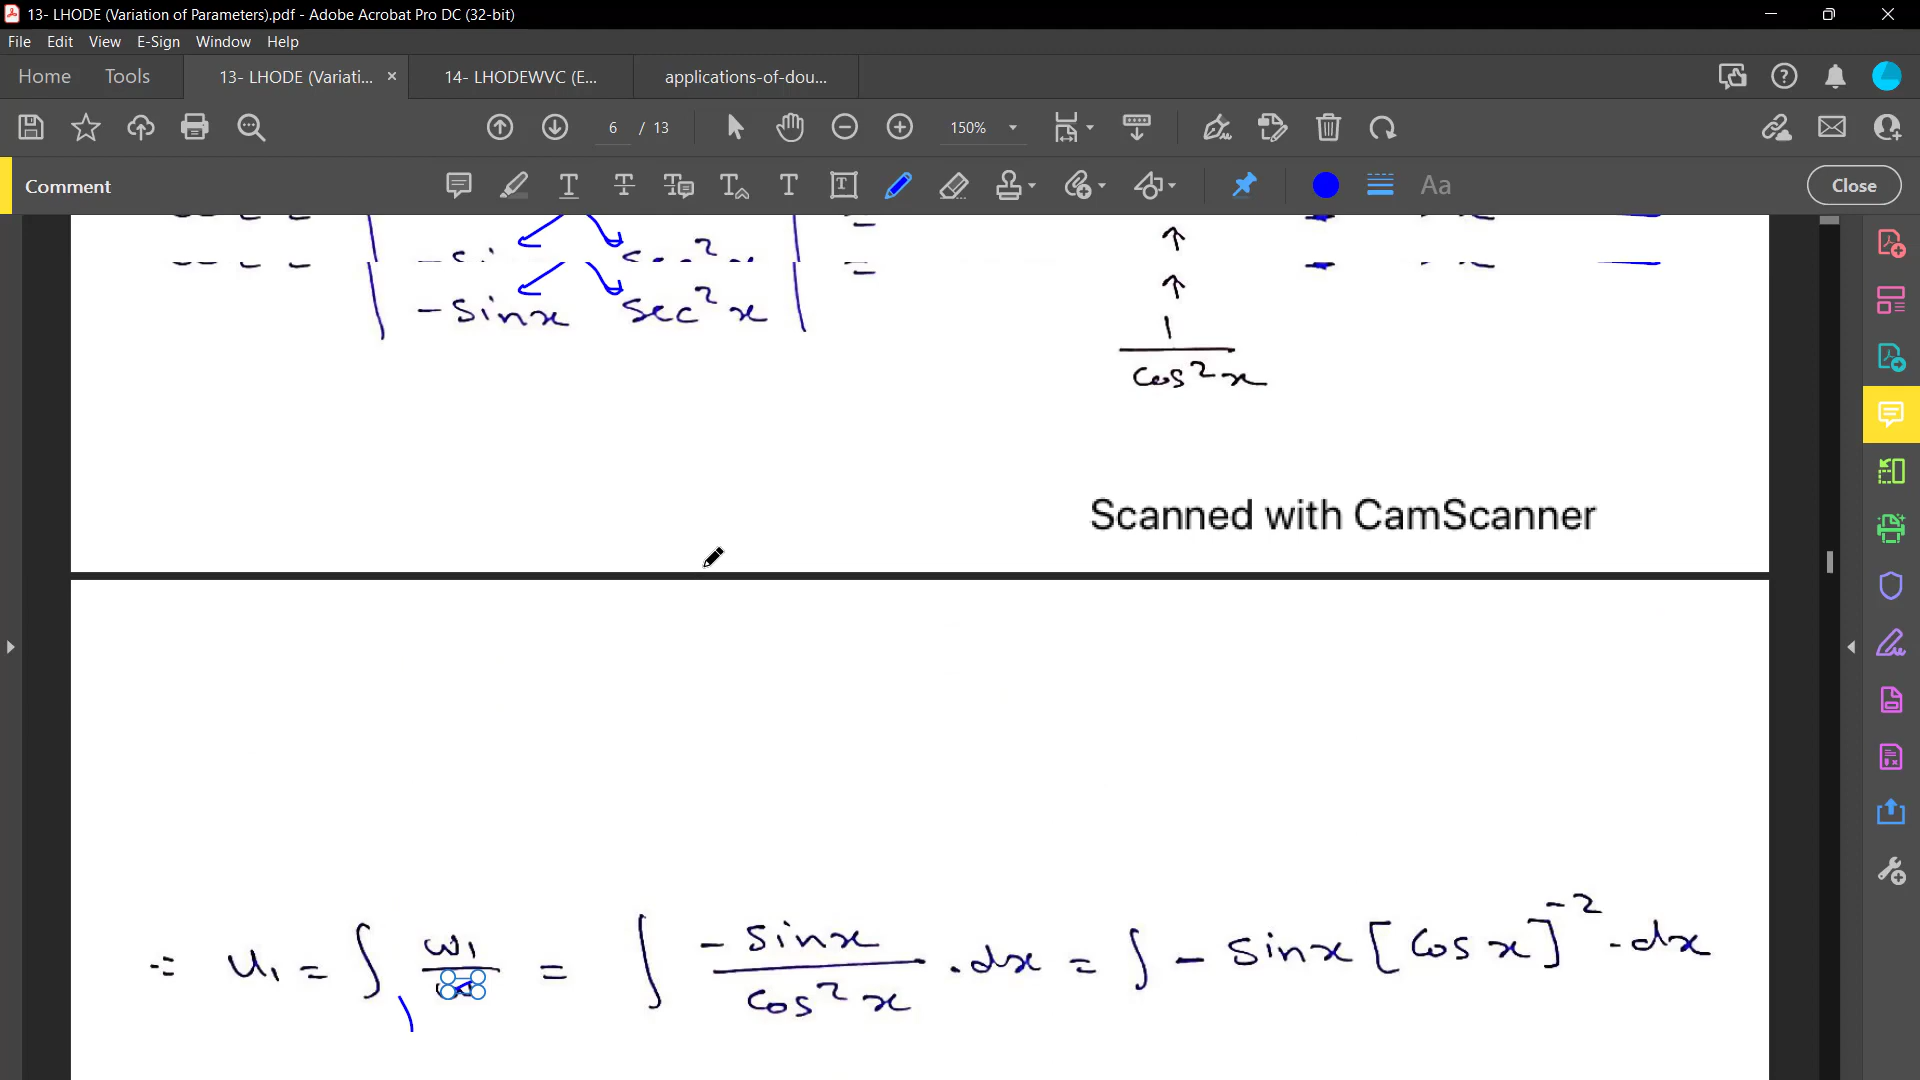 13- LHODE (Variation of Parameters).pdf - Adobe Acrobat Pro DC (32-bit)
File Edit View E-Sign Window Help
Home Tools 13- LHODE (Variati... × 14- LHODEWVC (E... applications-of-dou...
6 / 13 150%
Comment Aa Close
-sinx sec²x
1
cos²x
Scanned with CamScanner
∴ u₁ = ∫ w₁/w = ∫ -sinx/cos²x .dx = ∫ - sinx [cos x]⁻² .dx